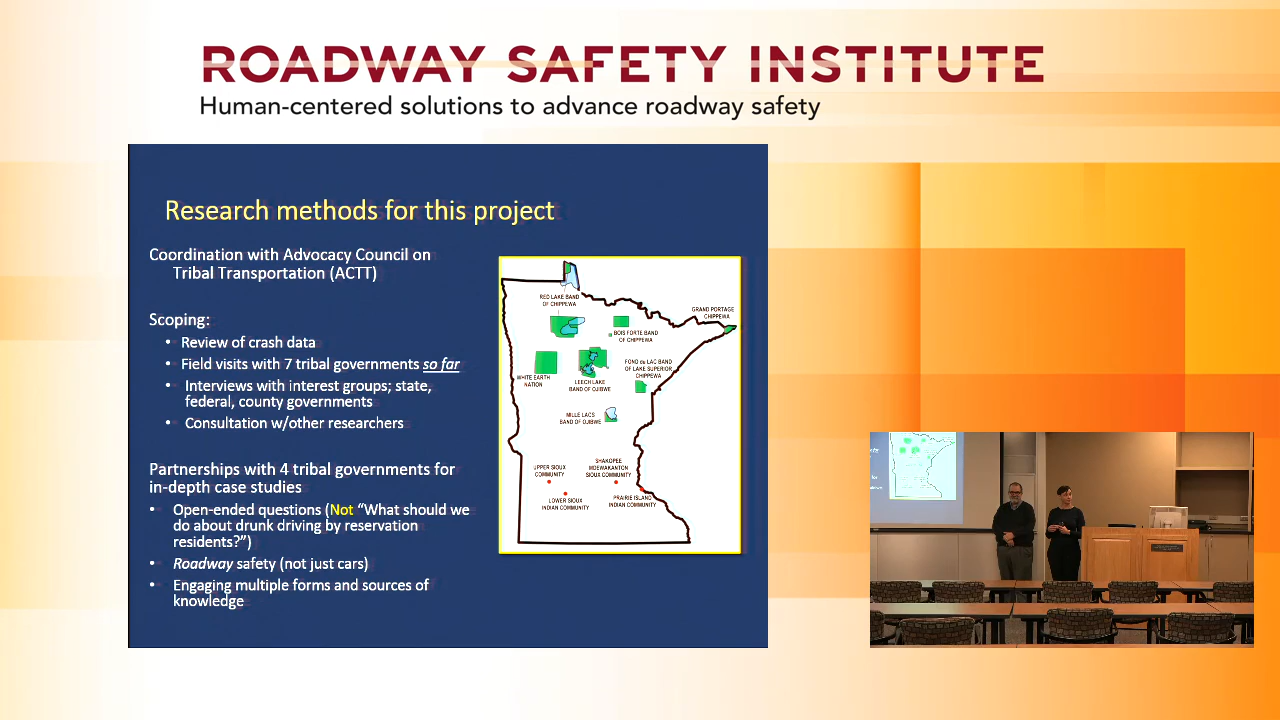 ROADWAY SAFETY INSTITUTE
Human-centered solutions to advance roadway safety
Research methods for this project
Coordination with Advocacy Council on
Tribal Transportation (ACTT)
Scoping:
• Review of crash data
• Field visits with 7 tribal governments so far
• Interviews with interest groups; state,
federal, county governments
• Consultation w/other researchers
Partnerships with 4 tribal governments for
in-depth case studies
• Open-ended questions (Not “What should we
do about drunk driving by reservation
residents?”)
• Roadway safety (not just cars)
• Engaging multiple forms and sources of
knowledge
RED LAKE BAND
OF CHIPPEWA
GRAND PORTAGE
CHIPPEWA
BOIS FORTE BAND
OF CHIPPEWA
WHITE EARTH
NATION
LEECH LAKE
BAND OF OJIBWE
FOND du LAC BAND
OF LAKE SUPERIOR
CHIPPEWA
MILLE LACS
BAND OF OJIBWE
UPPER SIOUX
COMMUNITY
SHAKOPEE
MDEWAKANTON
SIOUX COMMUNITY
LOWER SIOUX
INDIAN COMMUNITY
PRAIRIE ISLAND
INDIAN COMMUNITY